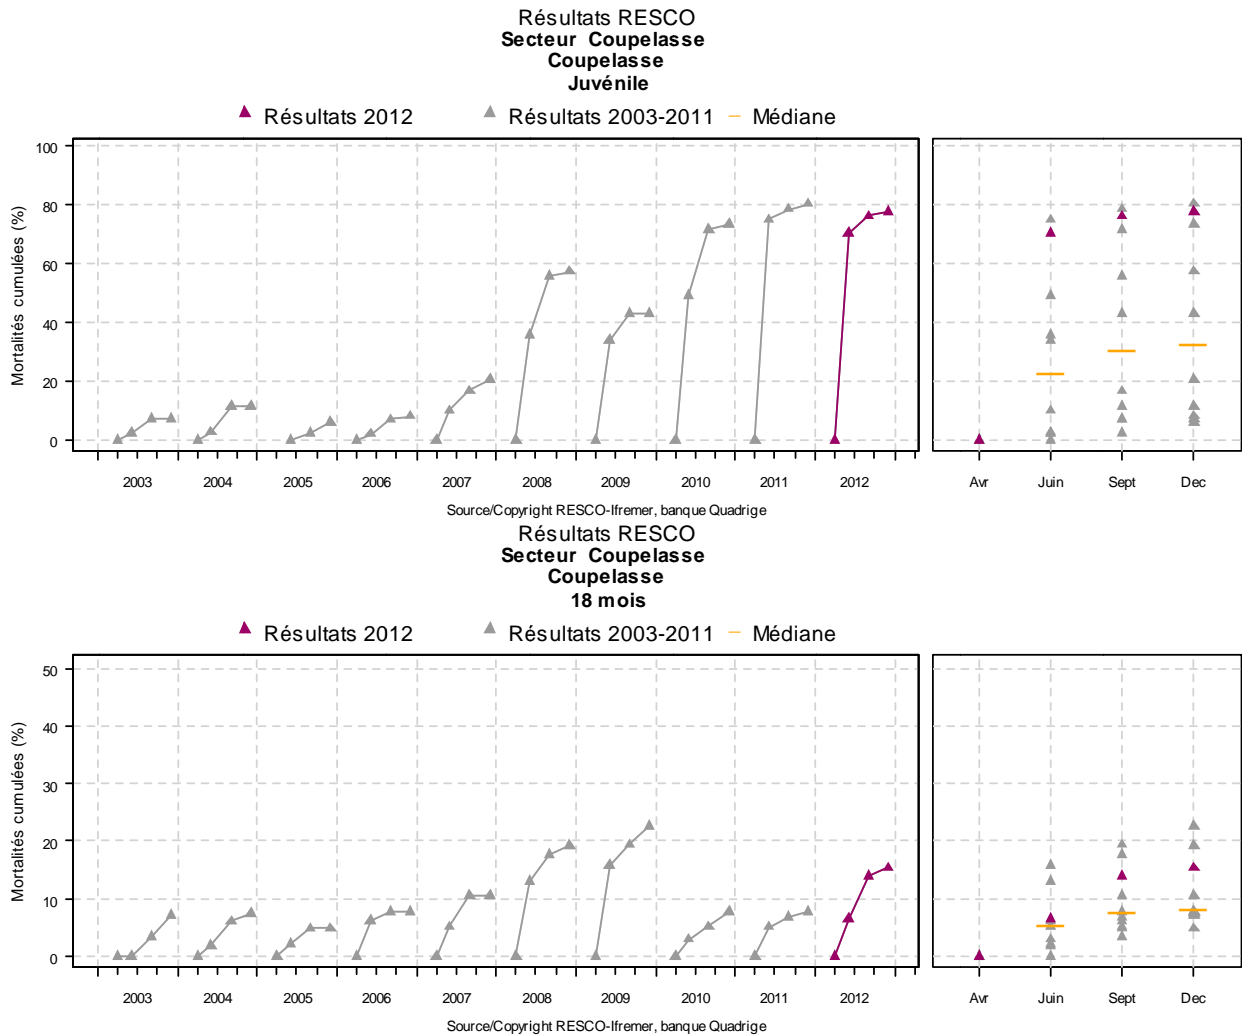 Résultats RESCO
Secteur Coupelasse
Coupelasse
Juvénile
Résultats 2012 Résultats 2003-2011 Médiane
Mortalités cumulées (%)
100
80
60
40
20
0
2003 2004 2005 2006 2007 2008 2009 2010 2011 2012
Avr Juin Sept Dec
Source/Copyright RESCO-Ifremer, banque Quadrige
Résultats RESCO
Secteur Coupelasse
Coupelasse
18 mois
Résultats 2012 Résultats 2003-2011 Médiane
Mortalités cumulées (%)
50
40
30
20
10
0
2003 2004 2005 2006 2007 2008 2009 2010 2011 2012
Avr Juin Sept Dec
Source/Copyright RESCO-Ifremer, banque Quadrige